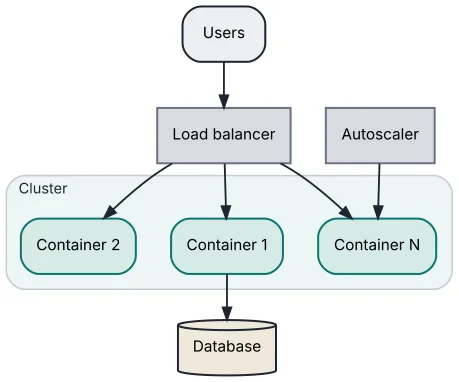 Users
Load balancer
Autoscaler
Cluster
Container 2
Container 1
Container N
Database